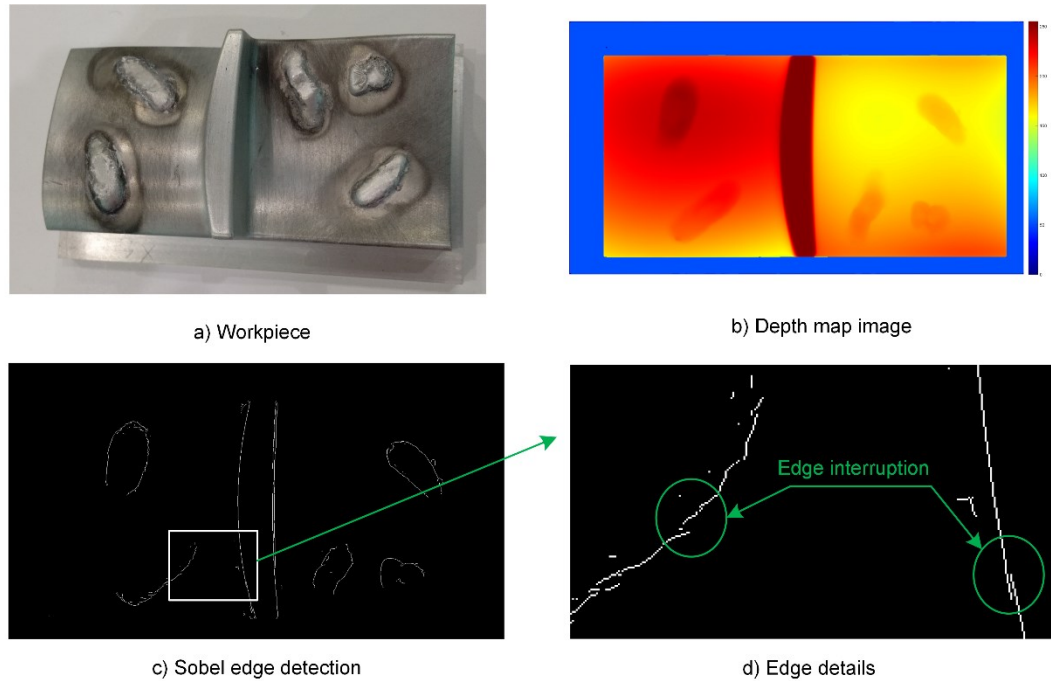 a) Workpiece
b) Depth map image
Edge interruption
c) Sobel edge detection
d) Edge details